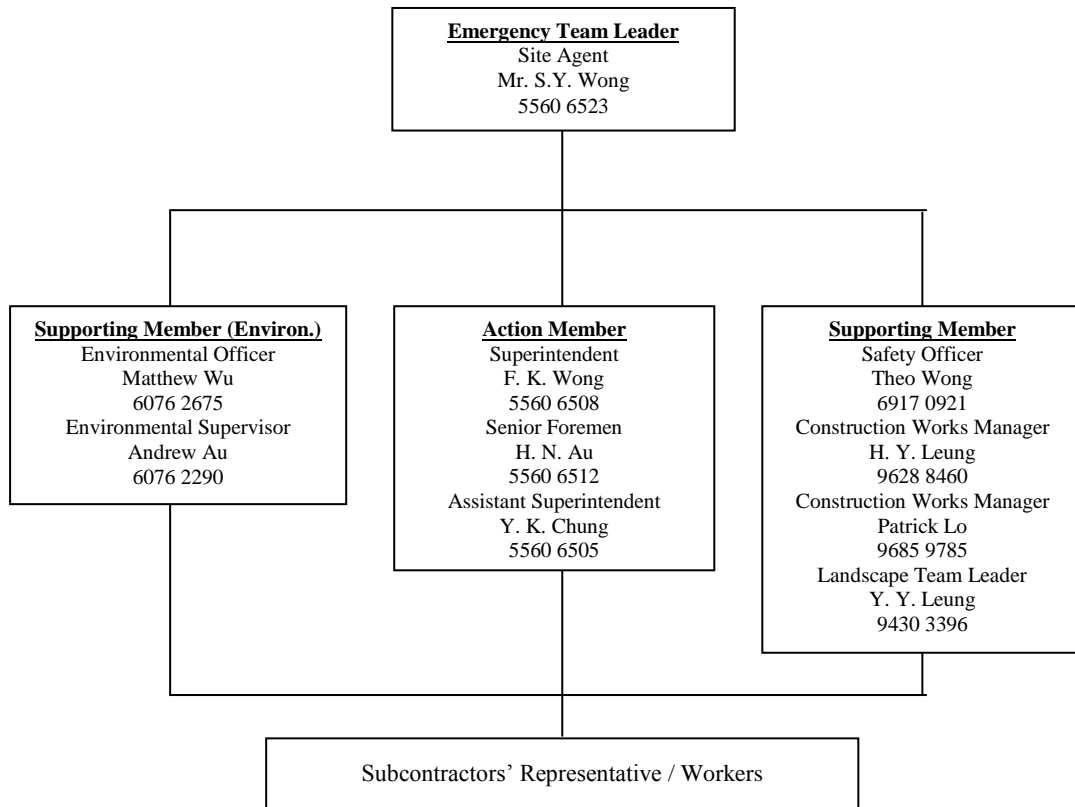 Emergency Team Leader
Site Agent
Mr. S.Y. Wong
5560 6523
Supporting Member (Environ.)
Environmental Officer
Matthew Wu
6076 2675
Environmental Supervisor
Andrew Au
6076 2290
Action Member
Superintendent
F. K. Wong
5560 6508
Senior Foremen
H. N. Au
5560 6512
Assistant Superintendent
Y. K. Chung
5560 6505
Supporting Member
Safety Officer
Theo Wong
6917 0921
Construction Works Manager
H. Y. Leung
9628 8460
Construction Works Manager
Patrick Lo
9685 9785
Landscape Team Leader
Y. Y. Leung
9430 3396
Subcontractors’ Representative / Workers